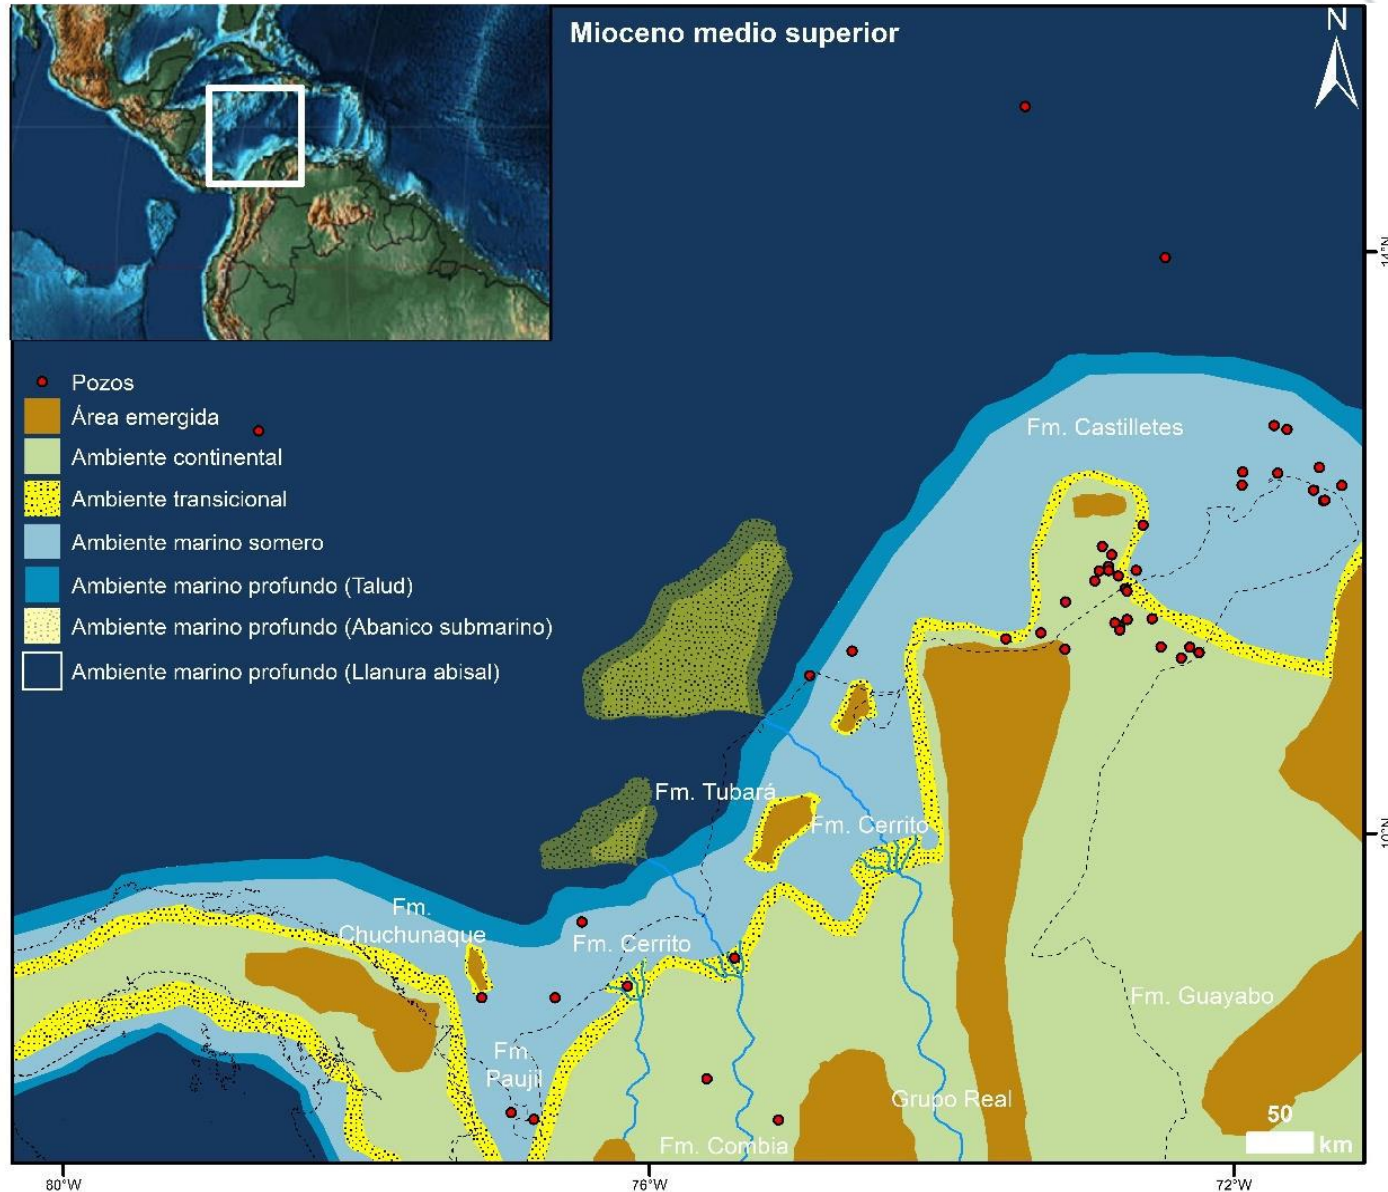 Mioceno medio superior
N
14°N
Pozos
Área emergida
Ambiente continental
Ambiente transicional
Ambiente marino somero
Ambiente marino profundo (Talud)
Ambiente marino profundo (Abanico submarino)
Ambiente marino profundo (Llanura abisal)
Fm. Castilletes
Fm. Tubará
Fm. Cerrito
10°N
Fm.
Chuchunaque
Fm. Cerrito
Fm. Guayabo
Fm.
Paujil
Grupo Real
Fm. Combia
50
km
80°W
76°W
72°W